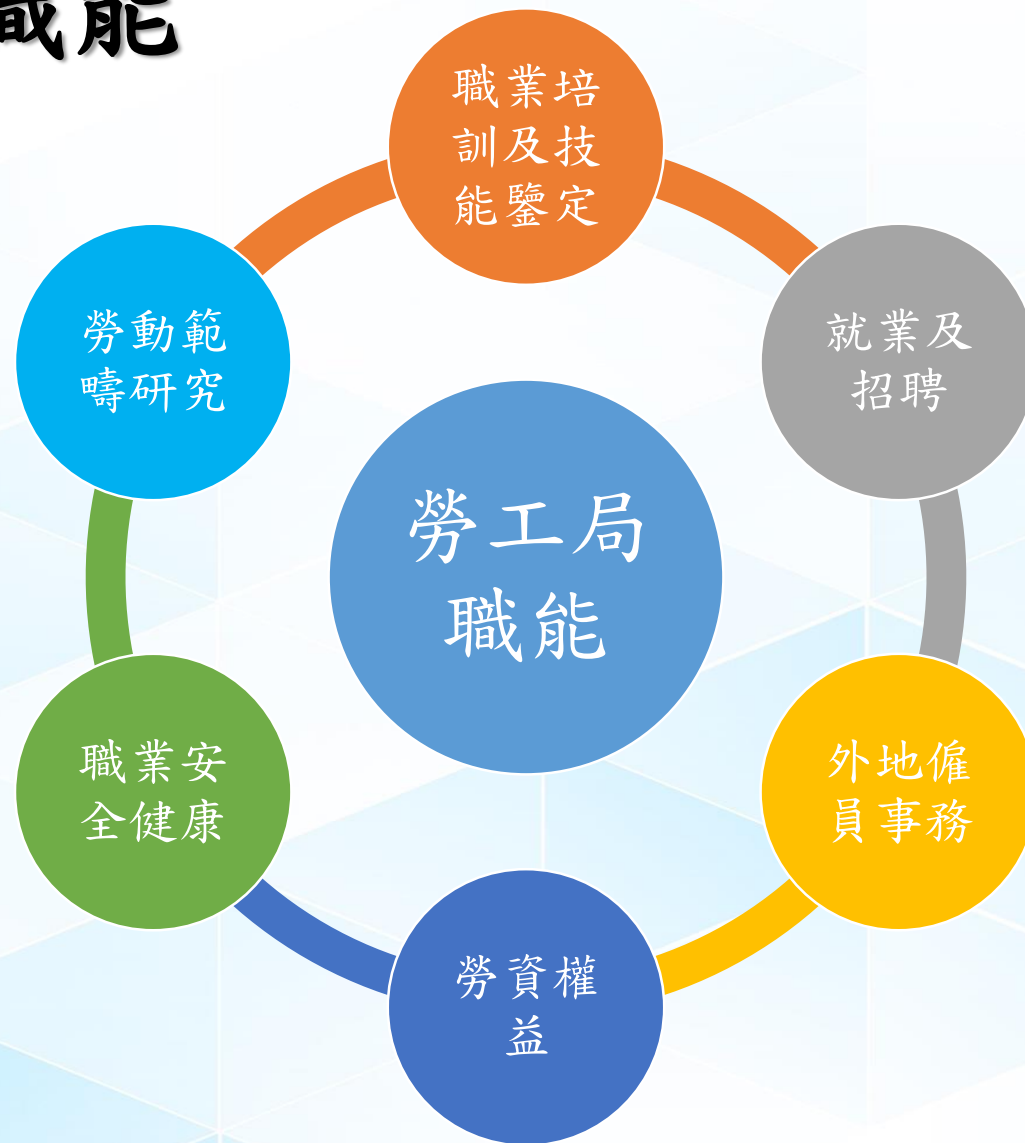 職能
職業培
訓及技
能鑒定
勞動範
疇研究
就業及
招聘
勞工局
職能
職業安
全健康
外地僱
員事務
勞資權
益